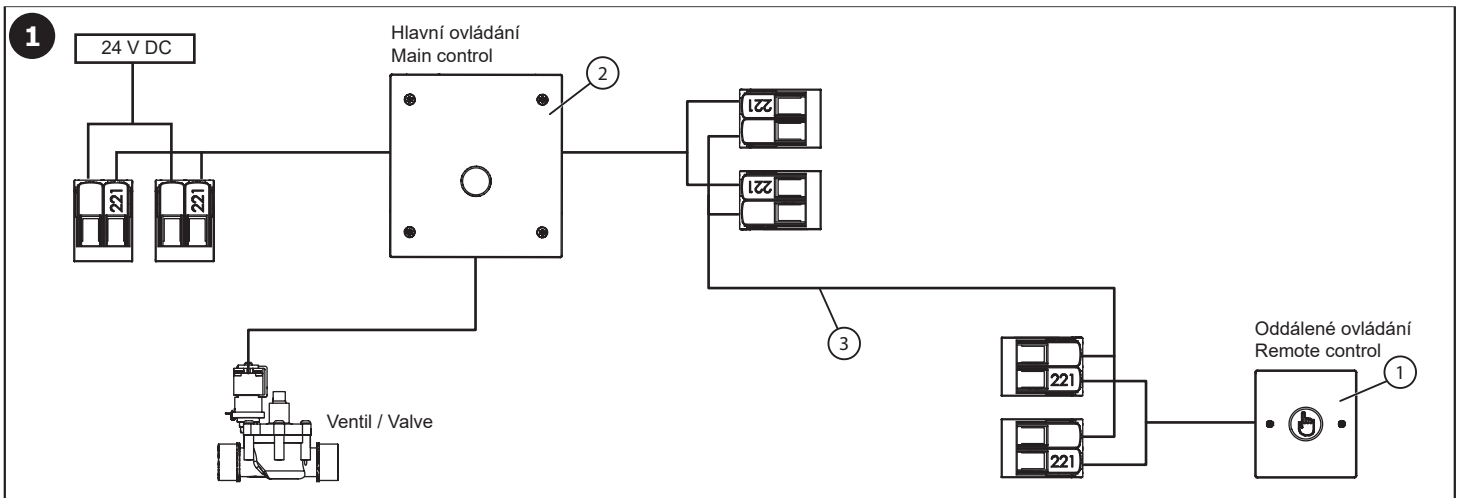 1
24 V DC
Hlavní ovládání
Main control
2
221
221
221
221
3
Oddálené ovládání
Remote control
1
221
221
Ventil / Valve